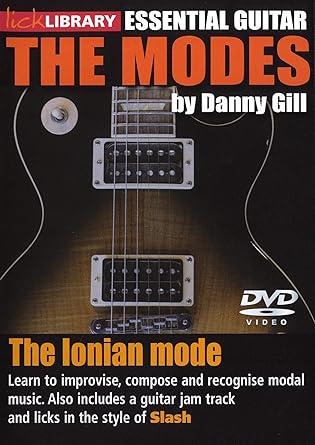 lick LIBRARY ESSENTIAL GUITAR
THE MODES
by Danny Gill
DVD
VIDEO
The Ionian mode
Learn to improvise, compose and recognise modal
music. Also includes a guitar jam track
and licks in the style of Slash